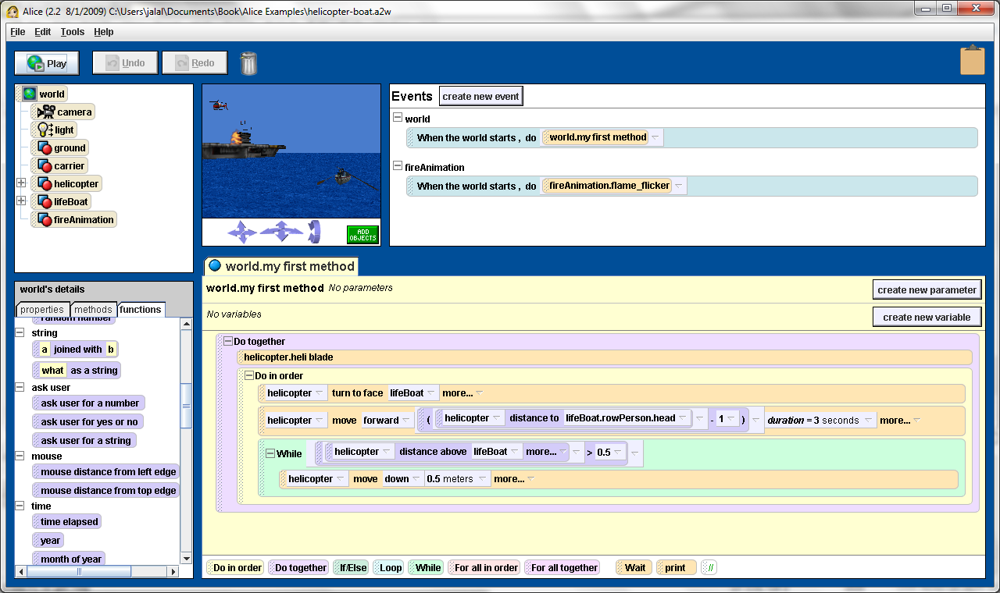 Alice (2.2 8/1/2009) C:\Users\jalal\Documents\Book\Alice Examples\helicopter-boat.a2w
File Edit Tools Help
Play Undo Redo
world
camera
light
ground
carrier
helicopter
lifeBoat
fireAnimation
ADD
OBJECTS
Events create new event
world
When the world starts , do world.my first method
fireAnimation
When the world starts , do fireAnimation.flame_flicker
world's details
properties methods functions
random number
string
a joined with b
what as a string
ask user
ask user for a number
ask user for yes or no
ask user for a string
mouse
mouse distance from left edge
mouse distance from top edge
time
time elapsed
year
month of year
world.my first method
world.my first method No parameters create new parameter
No variables create new variable
Do together
helicopter.heli blade
Do in order
helicopter turn to face lifeBoat more...
helicopter move forward ( helicopter distance to lifeBoat.rowPerson.head - 1 ) duration = 3 seconds more...
While helicopter distance above lifeBoat more... > 0.5
helicopter move down 0.5 meters more...
Do in order Do together If/Else Loop While For all in order For all together Wait print //